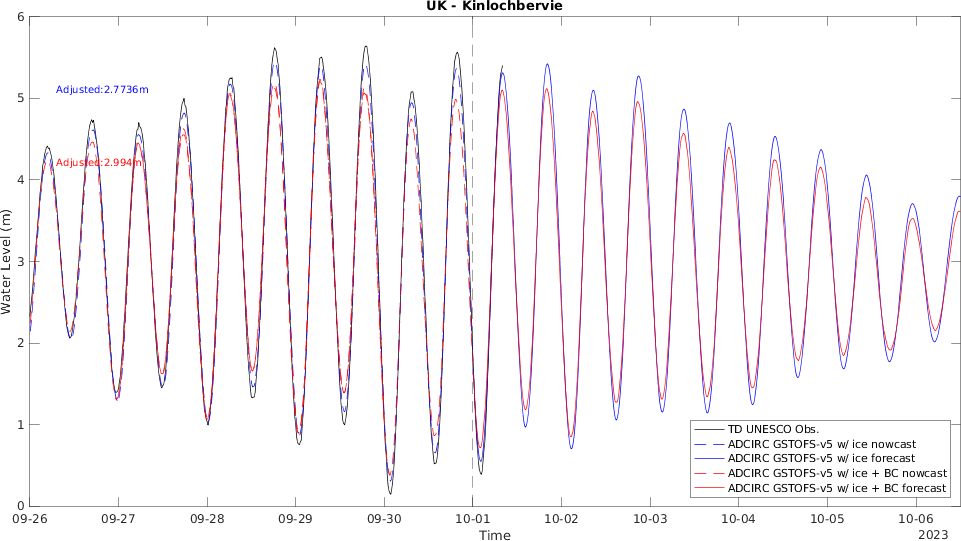 UK - Kinlochbervie
6
5
4
3
2
1
0
Water Level (m)
Adjusted:2.7736m
Adjusted:2.994m
TD UNESCO Obs.
ADCIRC GSTOFS-v5 w/ ice nowcast
ADCIRC GSTOFS-v5 w/ ice forecast
ADCIRC GSTOFS-v5 w/ ice + BC nowcast
ADCIRC GSTOFS-v5 w/ ice + BC forecast
09-26 09-27 09-28 09-29 09-30 10-01 10-02 10-03 10-04 10-05 10-06
Time
2023